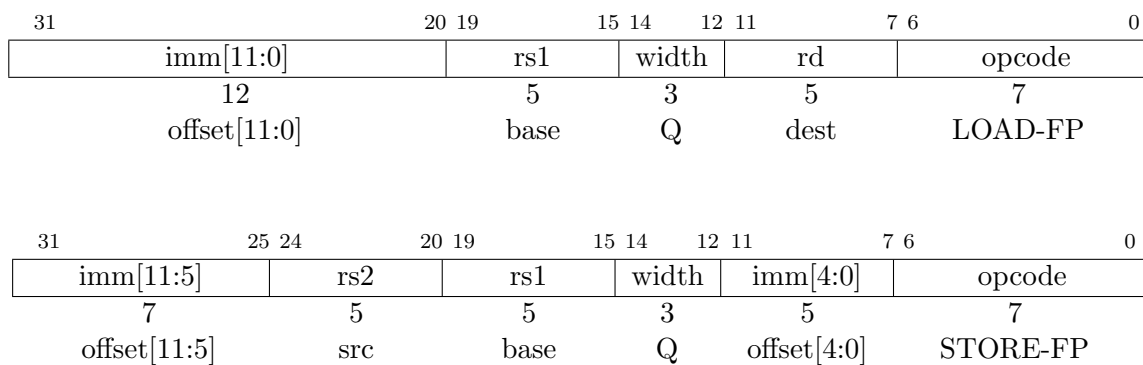 31 20 19 15 14 12 11 7 6 0
imm[11:0] rs1 width rd opcode
12 5 3 5 7
offset[11:0] base Q dest LOAD-FP
31 25 24 20 19 15 14 12 11 7 6 0
imm[11:5] rs2 rs1 width imm[4:0] opcode
7 5 5 3 5 7
offset[11:5] src base Q offset[4:0] STORE-FP